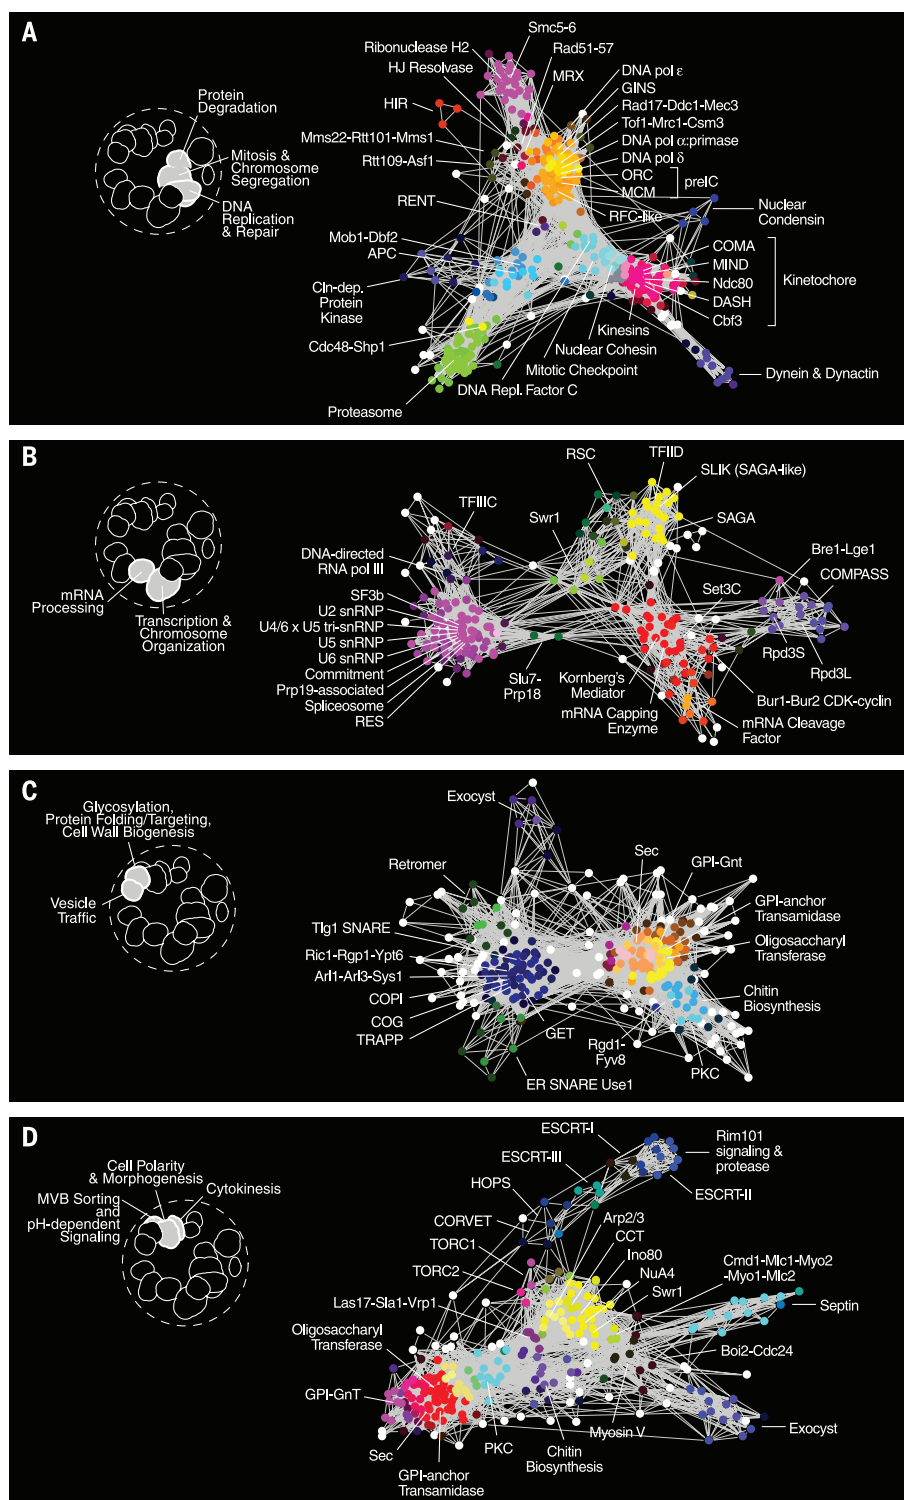 A
Protein
Degradation
Mitosis &
Chromosome
Segregation
DNA
Replication
& Repair
Smc5-6
Ribonuclease H2
Rad51-57
HJ Resolvase
MRX
HIR
DNA pol ε
GINS
Rad17-Ddc1-Mec3
Tof1-Mrc1-Csm3
Mms22-Rtt101-Mms1
DNA pol α:primase
Rtt109-Asf1
DNA pol δ
ORC
preIC
MCM
RENT
RFC-like
Nuclear
Condensin
Mob1-Dbf2
APC
COMA
MIND
Kinetochore
Ndc80
DASH
Cbf3
Cln-dep.
Protein
Kinase
Kinesins
Nuclear Cohesin
Cdc48-Shp1
Mitotic Checkpoint
Dynein & Dynactin
DNA Repl. Factor C
Proteasome
B
mRNA
Processing
Transcription &
Chromosome
Organization
RSC
TFIID
SLIK (SAGA-like)
TFIIIC
Swr1
SAGA
DNA-directed
RNA pol III
Bre1-Lge1
COMPASS
SF3b
U2 snRNP
U4/6 x U5 tri-snRNP
U5 snRNP
U6 snRNP
Commitment
Prp19-associated
Spliceosome
RES
Set3C
Slu7-
Prp18
Kornberg's
Mediator
mRNA Capping
Enzyme
Rpd3S
Rpd3L
Bur1-Bur2 CDK-cyclin
mRNA Cleavage
Factor
C
Glycosylation,
Protein Folding/Targeting,
Cell Wall Biogenesis
Vesicle
Traffic
Exocyst
Retromer
Sec
GPI-Gnt
Tlg1 SNARE
GPI-anchor
Transamidase
Ric1-Rgp1-Ypt6
Oligosaccharyl
Transferase
Arl1-Arl3-Sys1
COPI
Chitin
Biosynthesis
COG
TRAPP
GET
Rgd1-
Fyv8
PKC
ER SNARE Use1
D
Cell Polarity
& Morphogenesis
Cytokinesis
MVB Sorting
and
pH-dependent
Signaling
ESCRT-I
Rim101
signaling &
protease
ESCRT-III
ESCRT-II
HOPS
CORVET
Arp2/3
CCT
TORC1
Ino80
TORC2
NuA4
Swr1
Cmd1-Mlc1-Myo2
-Myo1-Mlc2
Las17-Sla1-Vrp1
Septin
Oligosaccharyl
Transferase
Boi2-Cdc24
GPI-GnT
Myosin V
Exocyst
Sec
PKC
Chitin
Biosynthesis
GPI-anchor
Transamidase